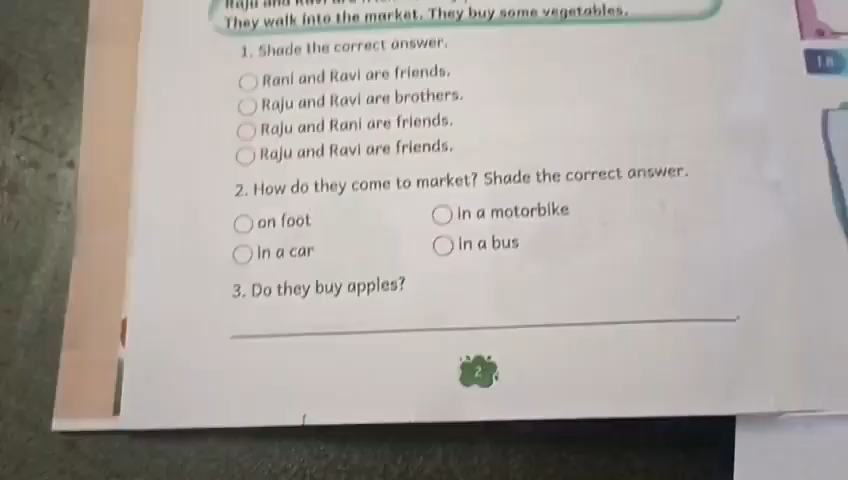 They walk into the market. They buy some vegetables.
1. Shade the correct answer.
Rani and Ravi are friends.
Raju and Ravi are brothers.
Raju and Rani are friends.
Raju and Ravi are friends.
2. How do they come to market? Shade the correct answer.
on foot
in a motorbike
in a car
in a bus
3. Do they buy apples?
2